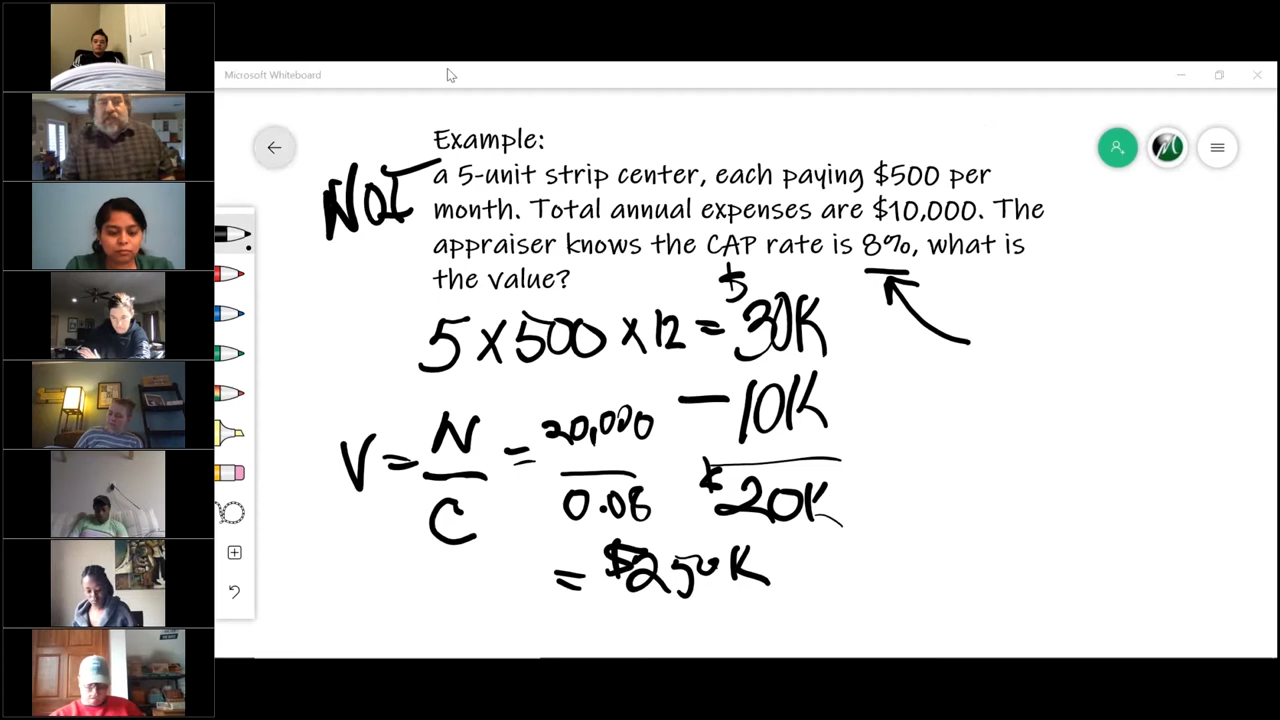 Microsoft Whiteboard
Example:
NOI
a 5-unit strip center, each paying $500 per
month. Total annual expenses are $10,000. The
appraiser knows the CAP rate is 8%, what is
the value?
5 x 500 x 12 = $30K
- 10K
$20K
V = N/C = 20,000/0.08
= $250K